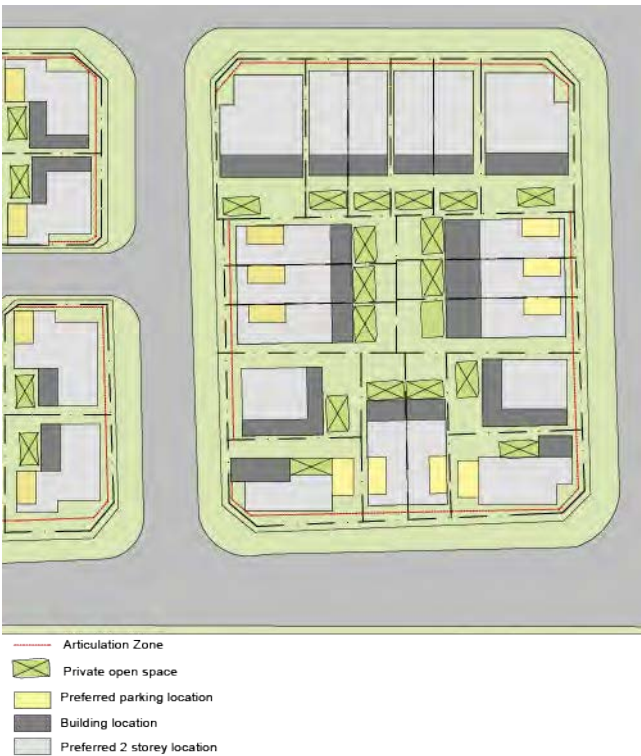 Articulation Zone
Private open space
Preferred parking location
Building location
Preferred 2 storey location